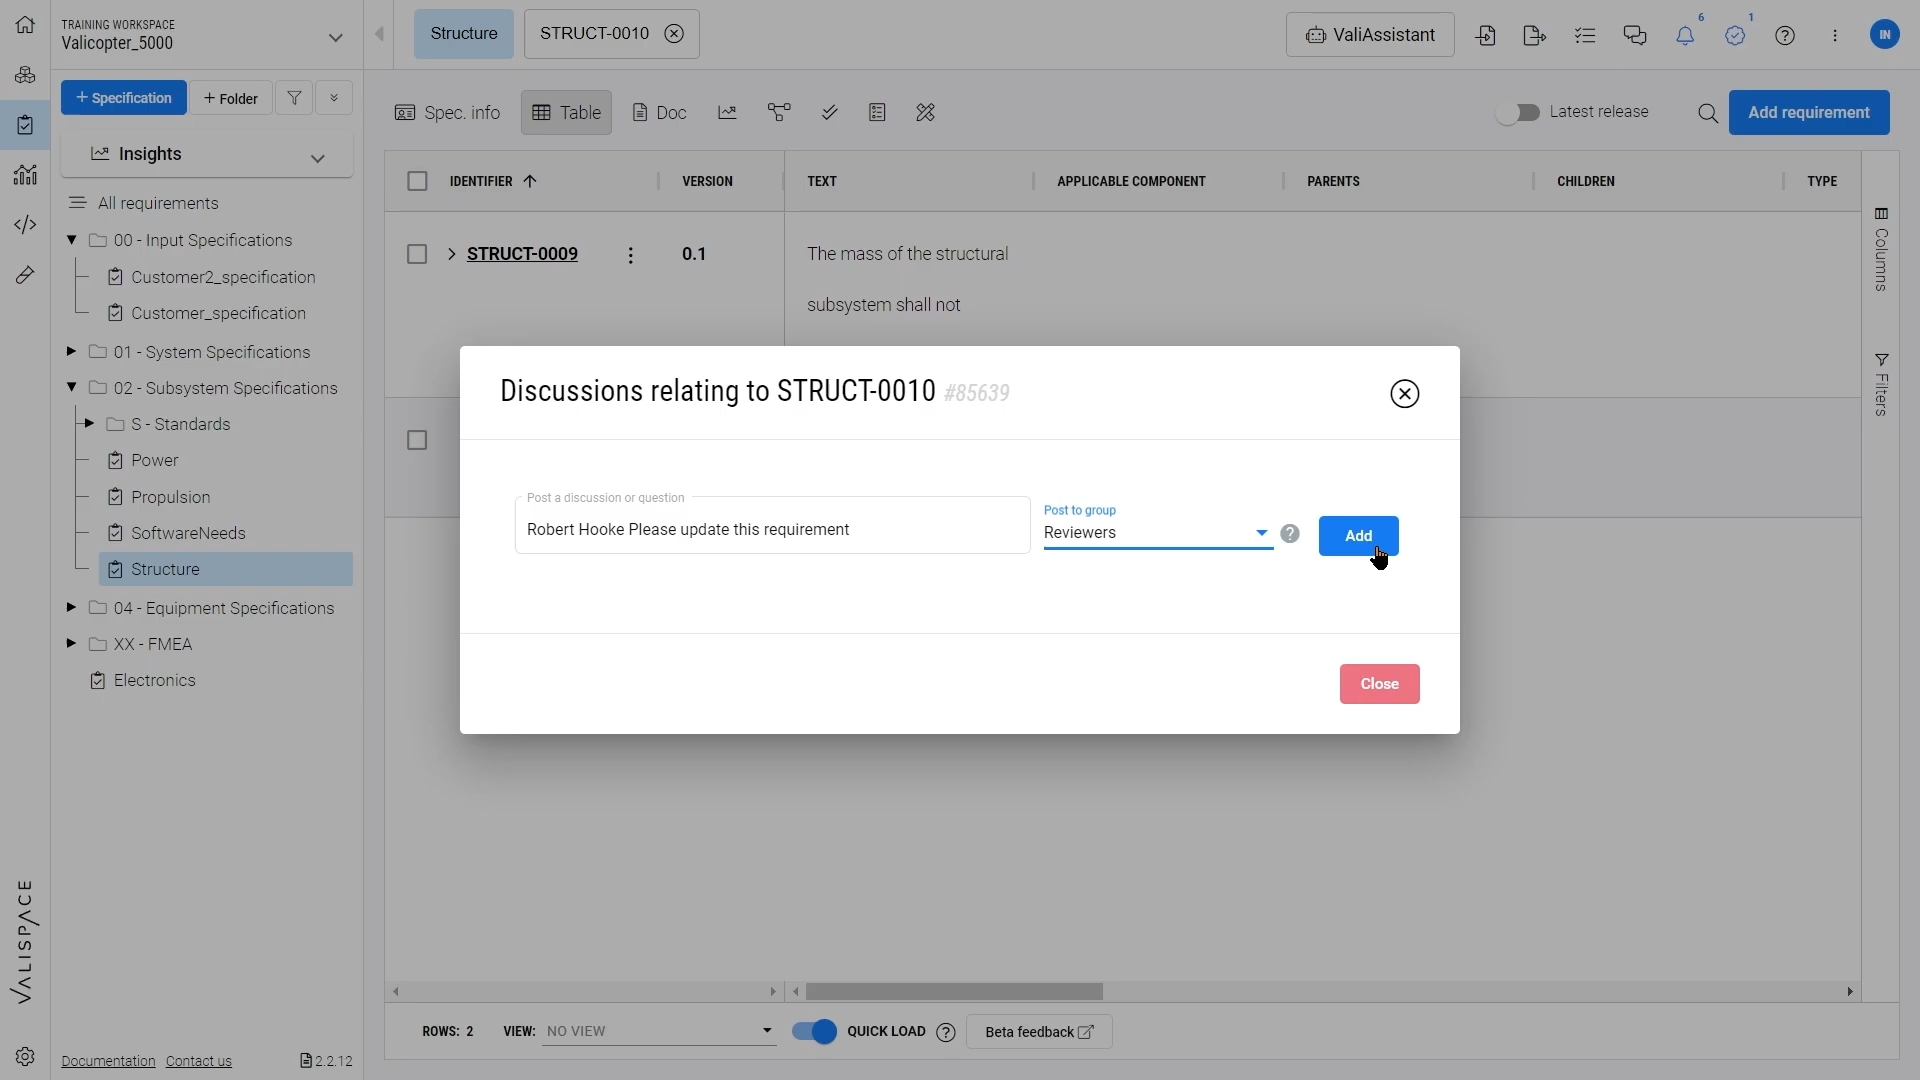 TRAINING WORKSPACE
Valicopter_5000
Structure
STRUCT-0010
ValiAssistant
6
1
IN
+ Specification
+ Folder
Spec. info
Table
Doc
Latest release
Add requirement
Insights
All requirements
00 - Input Specifications
Customer2_specification
Customer_specification
01 - System Specifications
02 - Subsystem Specifications
S - Standards
Power
Propulsion
SoftwareNeeds
Structure
04 - Equipment Specifications
XX - FMEA
Electronics
IDENTIFIER
VERSION
TEXT
APPLICABLE COMPONENT
PARENTS
CHILDREN
TYPE
STRUCT-0009
0.1
The mass of the structural
subsystem shall not
Columns
Filters
Discussions relating to STRUCT-0010 #85639
Post a discussion or question
Robert Hooke Please update this requirement
Post to group
Reviewers
Add
Close
ROWS: 2
VIEW: NO VIEW
QUICK LOAD
Beta feedback
VALISPACE
Documentation
Contact us
2.2.12